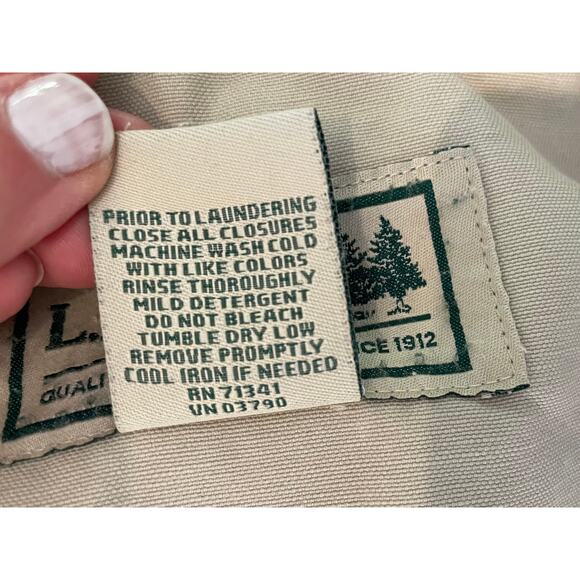 PRIOR TO LAUNDERING
CLOSE ALL CLOSURES
MACHINE WASH COLD
WITH LIKE COLORS
RINSE THOROUGHLY
MILD DETERGENT
DO NOT BLEACH
TUMBLE DRY LOW
REMOVE PROMPTLY
COOL IRON IF NEEDED
RN 71341
VN 03790
L.
QUALI
CE 1912